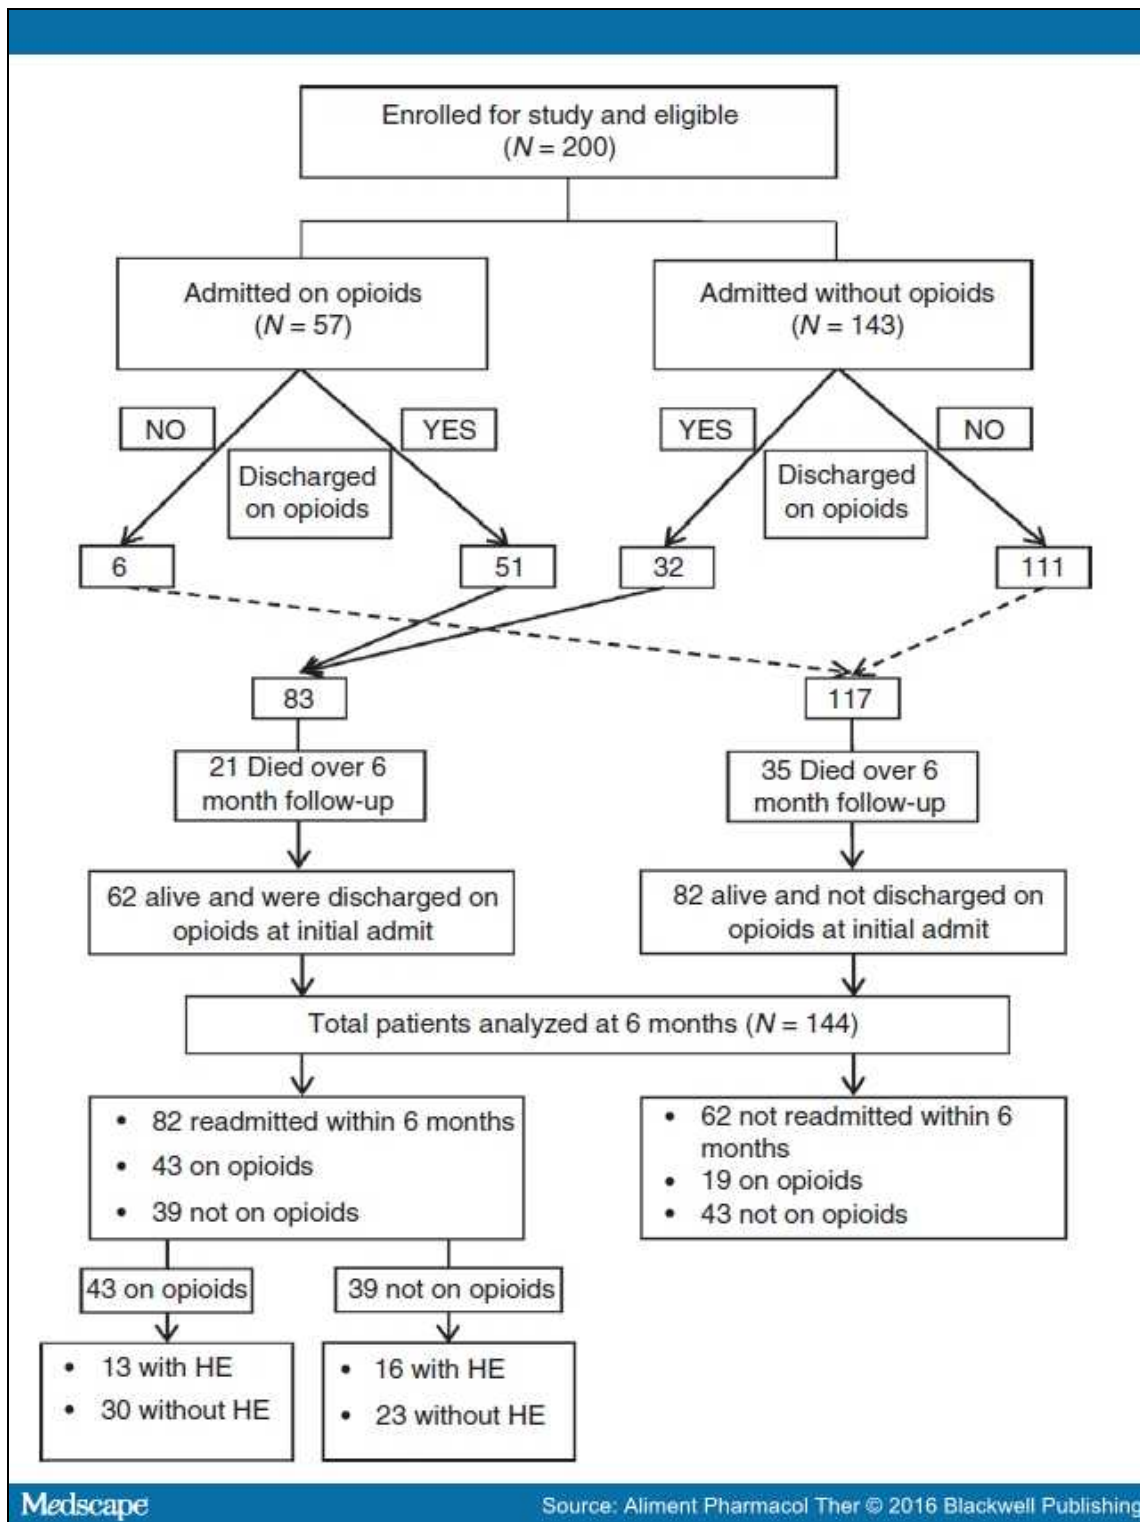 Enrolled for study and eligible
(N = 200)
Admitted on opioids
(N = 57)
Admitted without opioids
(N = 143)
NO
YES
YES
NO
Discharged
on opioids
Discharged
on opioids
6
51
32
111
83
117
21 Died over 6
month follow-up
35 Died over 6
month follow-up
62 alive and were discharged on
opioids at initial admit
82 alive and not discharged on
opioids at initial admit
Total patients analyzed at 6 months (N = 144)
• 82 readmitted within 6 months
• 43 on opioids
• 39 not on opioids
• 62 not readmitted within 6
months
• 19 on opioids
• 43 not on opioids
43 on opioids
39 not on opioids
• 13 with HE
• 30 without HE
• 16 with HE
• 23 without HE
Medscape
Source: Aliment Pharmacol Ther © 2016 Blackwell Publishing